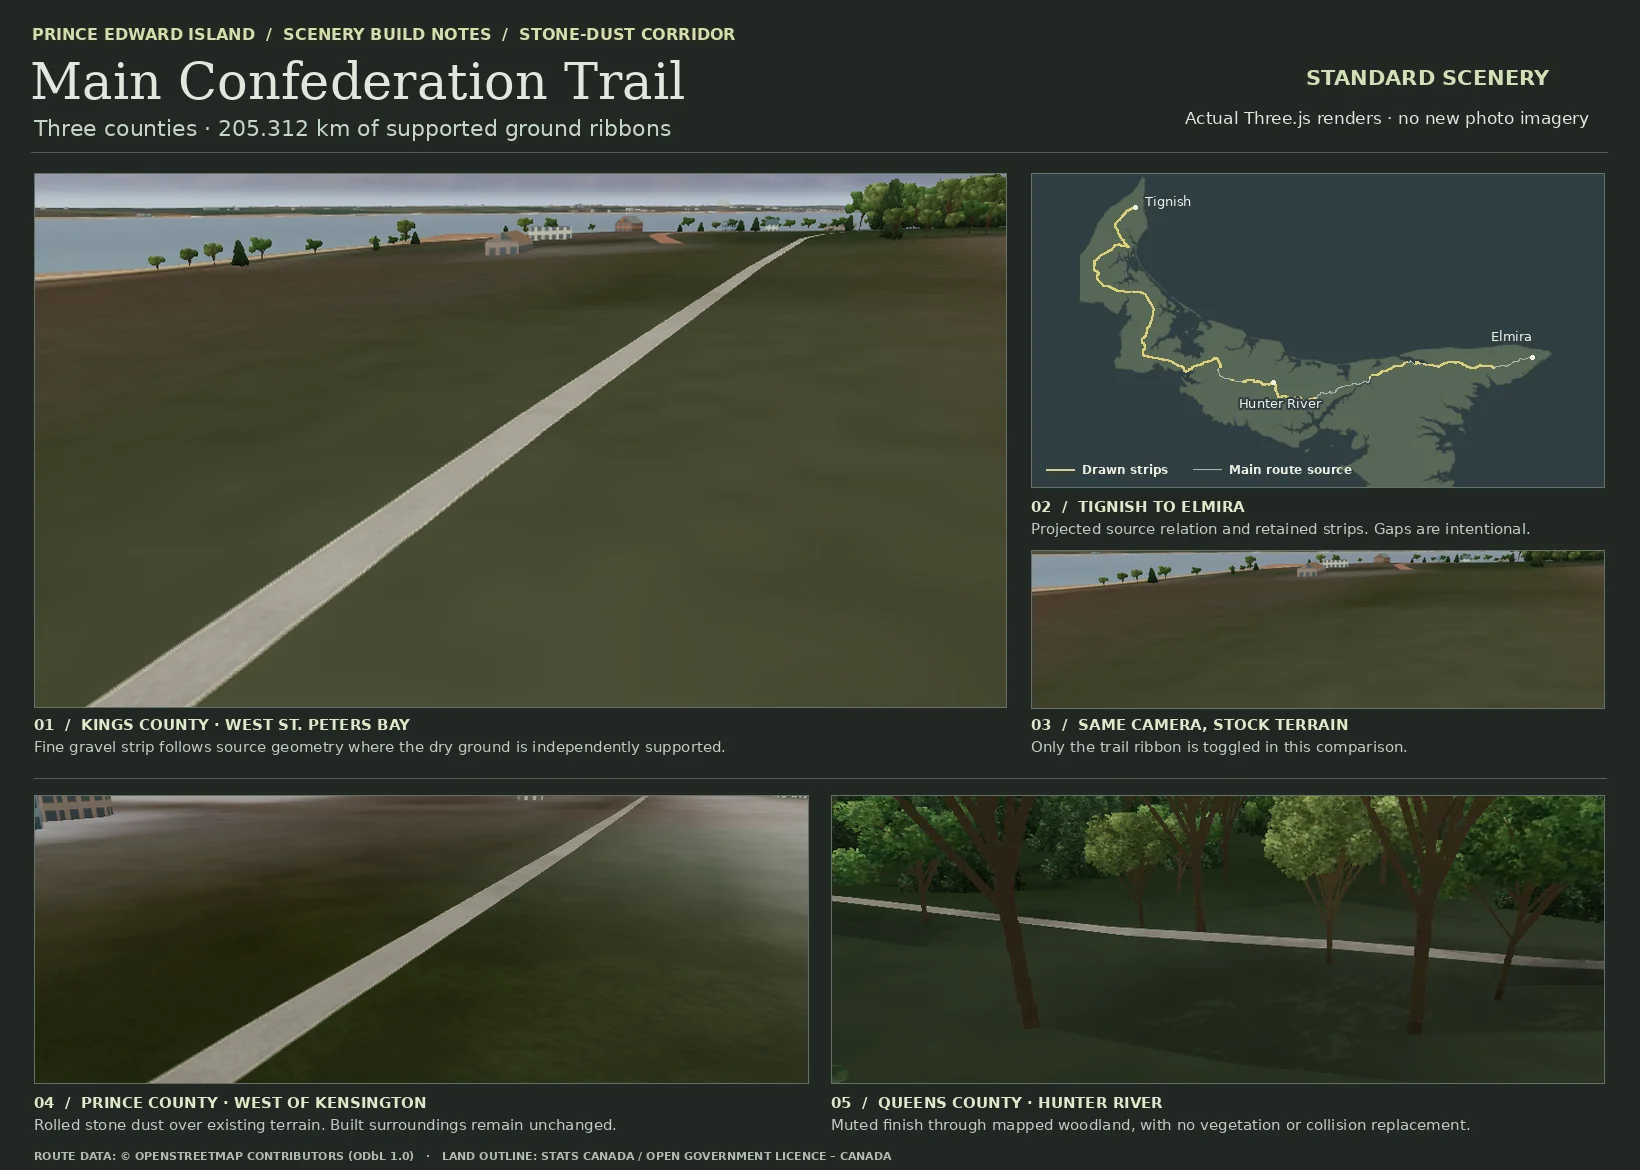 PRINCE EDWARD ISLAND / SCENERY BUILD NOTES / STONE-DUST CORRIDOR
Main Confederation Trail
Three counties · 205.312 km of supported ground ribbons
STANDARD SCENERY
Actual Three.js renders · no new photo imagery
Tignish
Elmira
Hunter River
Drawn strips
Main route source
01 / KINGS COUNTY · WEST ST. PETERS BAY
Fine gravel strip follows source geometry where the dry ground is independently supported.
02 / TIGNISH TO ELMIRA
Projected source relation and retained strips. Gaps are intentional.
03 / SAME CAMERA, STOCK TERRAIN
Only the trail ribbon is toggled in this comparison.
04 / PRINCE COUNTY · WEST OF KENSINGTON
Rolled stone dust over existing terrain. Built surroundings remain unchanged.
05 / QUEENS COUNTY · HUNTER RIVER
Muted finish through mapped woodland, with no vegetation or collision replacement.
ROUTE DATA: © OPENSTREETMAP CONTRIBUTORS (ODbL 1.0) · LAND OUTLINE: STATS CANADA / OPEN GOVERNMENT LICENCE – CANADA